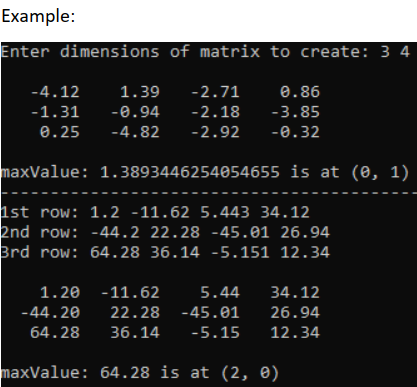 Example:
Enter dimensions of matrix to create: 3 4
-4.12 1.39 -2.71 0.86
-1.31 -0.94 -2.18 -3.85
0.25 -4.82 -2.92 -0.32
maxValue: 1.3893446254054655 is at (0, 1)
-----------------------------------------
1st row: 1.2 -11.62 5.443 34.12
2nd row: -44.2 22.28 -45.01 26.94
3rd row: 64.28 36.14 -5.151 12.34
1.20 -11.62 5.44 34.12
-44.20 22.28 -45.01 26.94
64.28 36.14 -5.15 12.34
maxValue: 64.28 is at (2, 0)